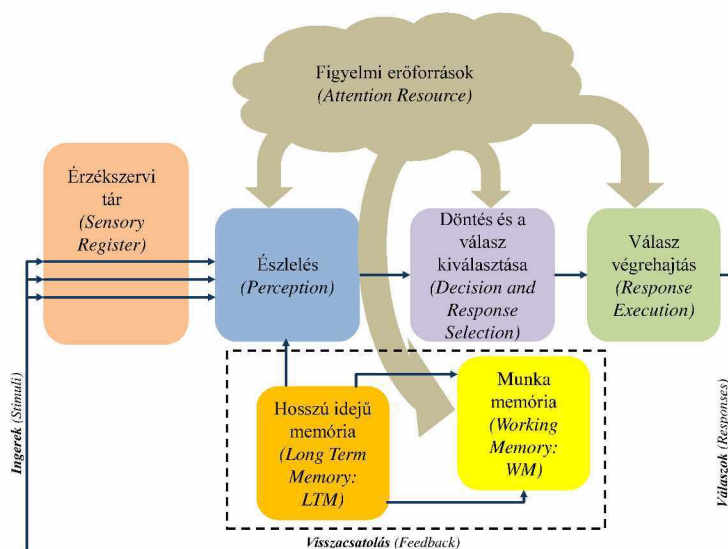 Figyelmi erőforrások
(Attention Resource)
Érzékszervi
tár
(Sensory
Register)
Észlelés
(Perception)
Döntés és a
válasz
kiválasztása
(Decision and
Response
Selection)
Válasz
végrehajtás
(Response
Execution)
Hosszú idejű
memória
(Long Term
Memory:
LTM)
Munka
memória
(Working
Memory:
WM)
Ingerek (Stimuli)
Válaszok (Responses)
Visszacsatolás (Feedback)